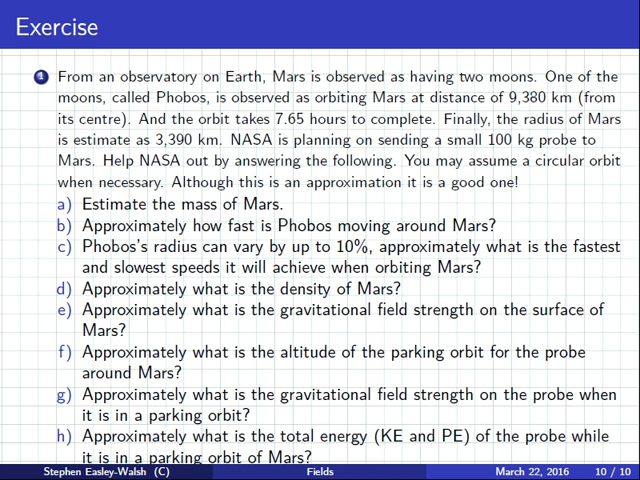 Exercise
1 From an observatory on Earth, Mars is observed as having two moons. One of the
moons, called Phobos, is observed as orbiting Mars at distance of 9,380 km (from
its centre). And the orbit takes 7.65 hours to complete. Finally, the radius of Mars
is estimate as 3,390 km. NASA is planning on sending a small 100 kg probe to
Mars. Help NASA out by answering the following. You may assume a circular orbit
when necessary. Although this is an approximation it is a good one!
a) Estimate the mass of Mars.
b) Approximately how fast is Phobos moving around Mars?
c) Phobos's radius can vary by up to 10%, approximately what is the fastest
and slowest speeds it will achieve when orbiting Mars?
d) Approximately what is the density of Mars?
e) Approximately what is the gravitational field strength on the surface of
Mars?
f) Approximately what is the altitude of the parking orbit for the probe
around Mars?
g) Approximately what is the gravitational field strength on the probe when
it is in a parking orbit?
h) Approximately what is the total energy (KE and PE) of the probe while
it is in a parking orbit of Mars?
Stephen Easley-Walsh (C) Fields March 22, 2016 10 / 10